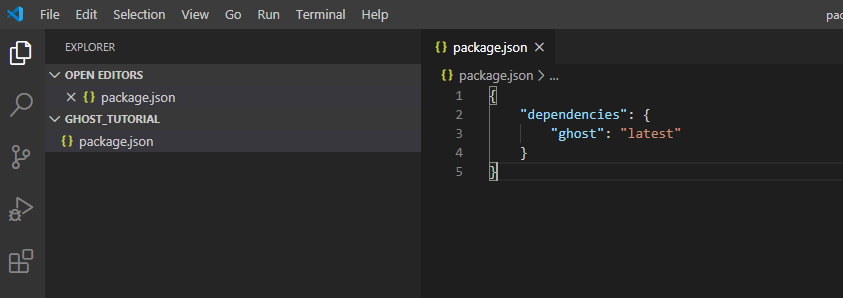 File Edit Selection View Go Run Terminal Help pac
EXPLORER
OPEN EDITORS
package.json
GHOST_TUTORIAL
package.json
package.json
package.json > ...
1 {
2 "dependencies": {
3 "ghost": "latest"
4 }
5 }